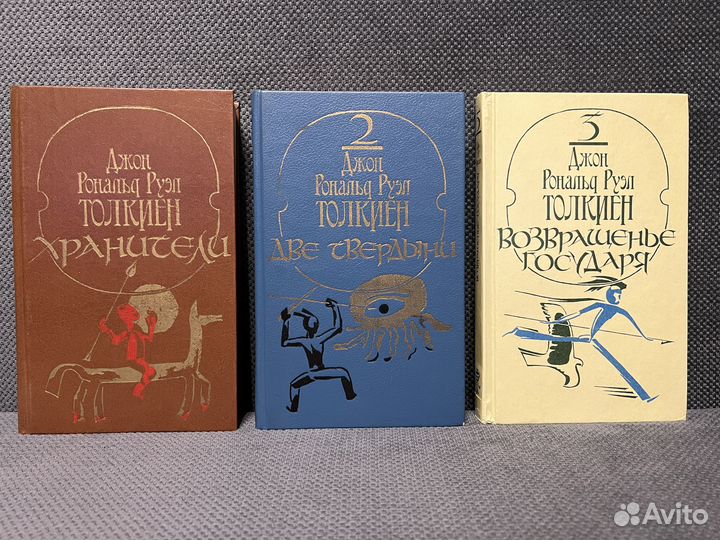 Джон
Рональд Руэл
ТОЛКИЕН
ХРАНИТЕЛИ
2
Джон
Рональд Руэл
ТОЛКИЕН
ДВЕ ТВЕРДЫНИ
3
Джон
Рональд Руэл
ТОЛКИЕН
ВОЗВРАЩЕНЬЕ
ГОСУДАРЯ
Avito